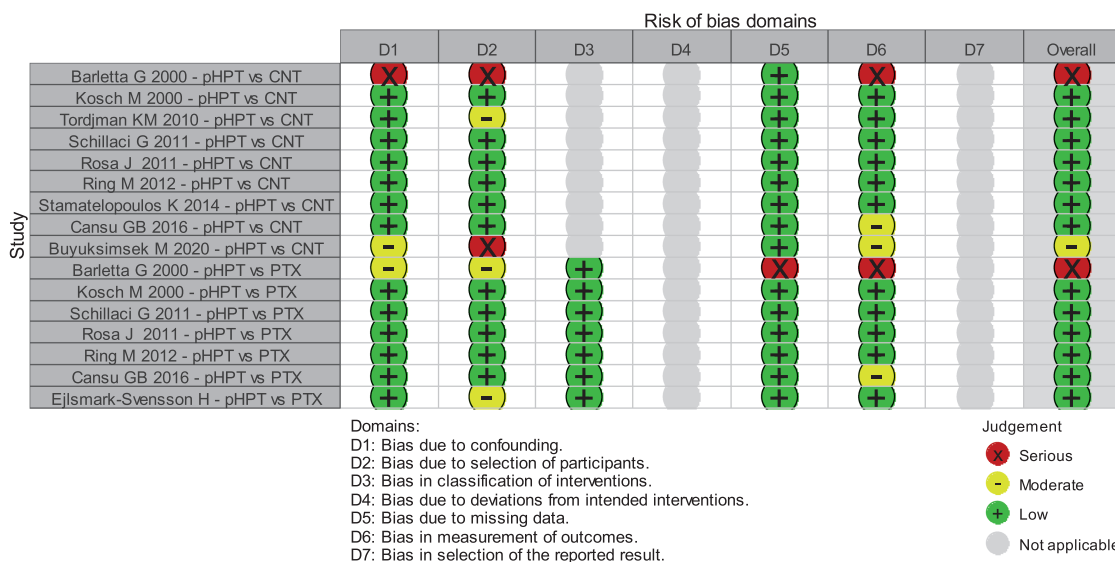 Risk of bias domains
D1 D2 D3 D4 D5 D6 D7 Overall
Study
Barletta G 2000 - pHPT vs CNT X X + X X
Kosch M 2000 - pHPT vs CNT + + + + +
Tordjman KM 2010 - pHPT vs CNT + - + + +
Schillaci G 2011 - pHPT vs CNT + + + + +
Rosa J 2011 - pHPT vs CNT + + + + +
Ring M 2012 - pHPT vs CNT + + + + +
Stamatelopoulos K 2014 - pHPT vs CNT + + + + +
Cansu GB 2016 - pHPT vs CNT + + + - +
Buyuksimsek M 2020 - pHPT vs CNT - X + - -
Barletta G 2000 - pHPT vs PTX - - + X X X
Kosch M 2000 - pHPT vs PTX + + + + + +
Schillaci G 2011 - pHPT vs PTX + + + + + +
Rosa J 2011 - pHPT vs PTX + + + + + +
Ring M 2012 - pHPT vs PTX + + + + + +
Cansu GB 2016 - pHPT vs PTX + + + + - +
Ejlsmark-Svensson H - pHPT vs PTX + - + + + +
Domains:
D1: Bias due to confounding.
D2: Bias due to selection of participants.
D3: Bias in classification of interventions.
D4: Bias due to deviations from intended interventions.
D5: Bias due to missing data.
D6: Bias in measurement of outcomes.
D7: Bias in selection of the reported result.
Judgement
X Serious
- Moderate
+ Low
Not applicable